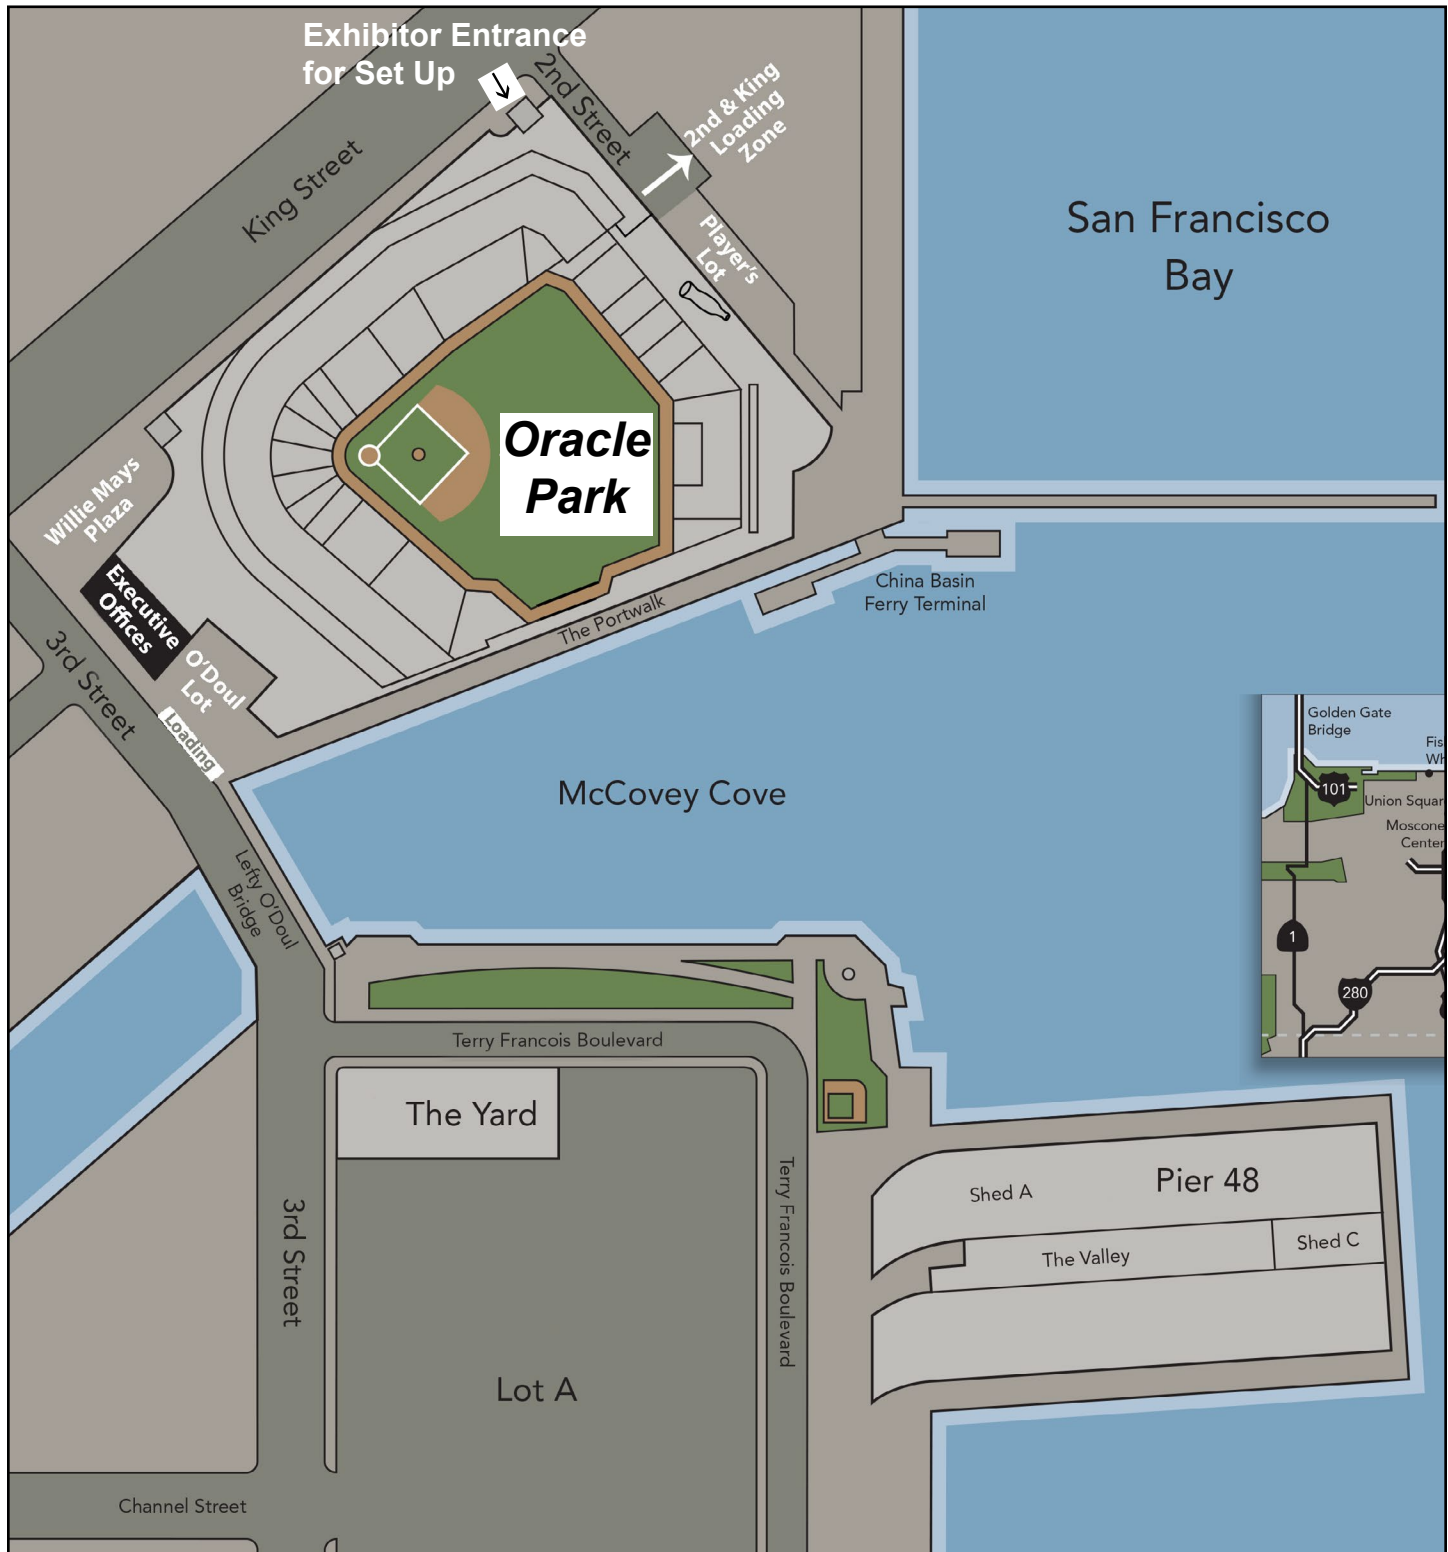 Exhibitor Entrance
for Set Up
2nd Street
2nd & King
Loading
Zone
King Street
San Francisco
Bay
Player's
Lot
Oracle
Park
Willie Mays
Plaza
Executive
Offices
China Basin
Ferry Terminal
The Portwalk
3rd Street
O'Doul
Lot
Loading
Golden Gate
Bridge
101
Union Squar
Moscone
Center
1
280
McCovey Cove
Lefty O'Doul
Bridge
Terry Francois Boulevard
The Yard
Terry Francois Boulevard
3rd Street
Shed A
Pier 48
The Valley
Shed C
Lot A
Channel Street